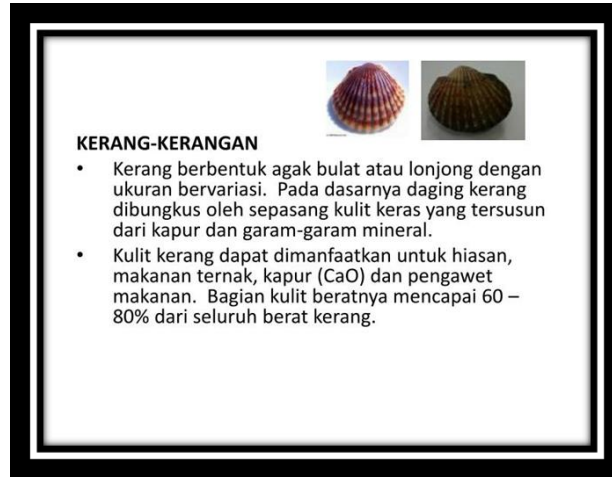 KERANG-KERANGAN
• Kerang berbentuk agak bulat atau lonjong dengan
ukuran bervariasi. Pada dasarnya daging kerang
dibungkus oleh sepasang kulit keras yang tersusun
dari kapur dan garam-garam mineral.
• Kulit kerang dapat dimanfaatkan untuk hiasan,
makanan ternak, kapur (CaO) dan pengawet
makanan. Bagian kulit beratnya mencapai 60 –
80% dari seluruh berat kerang.